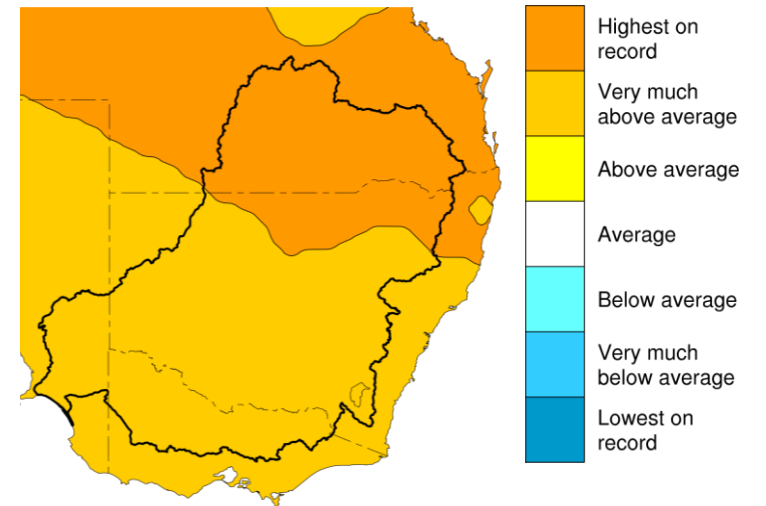 Highest on
record
Very much
above average
Above average
Average
Below average
Very much
below average
Lowest on
record